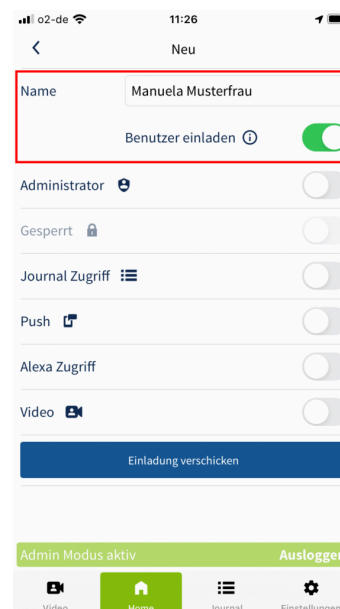 o2-de 11:26
Neu
Name Manuela Musterfrau
Benutzer einladen
Administrator
Gesperrt
Journal Zugriff
Push
Alexa Zugriff
Video
Einladung verschicken
Admin Modus aktiv Ausloggen
Video Home Journal Einstellungen